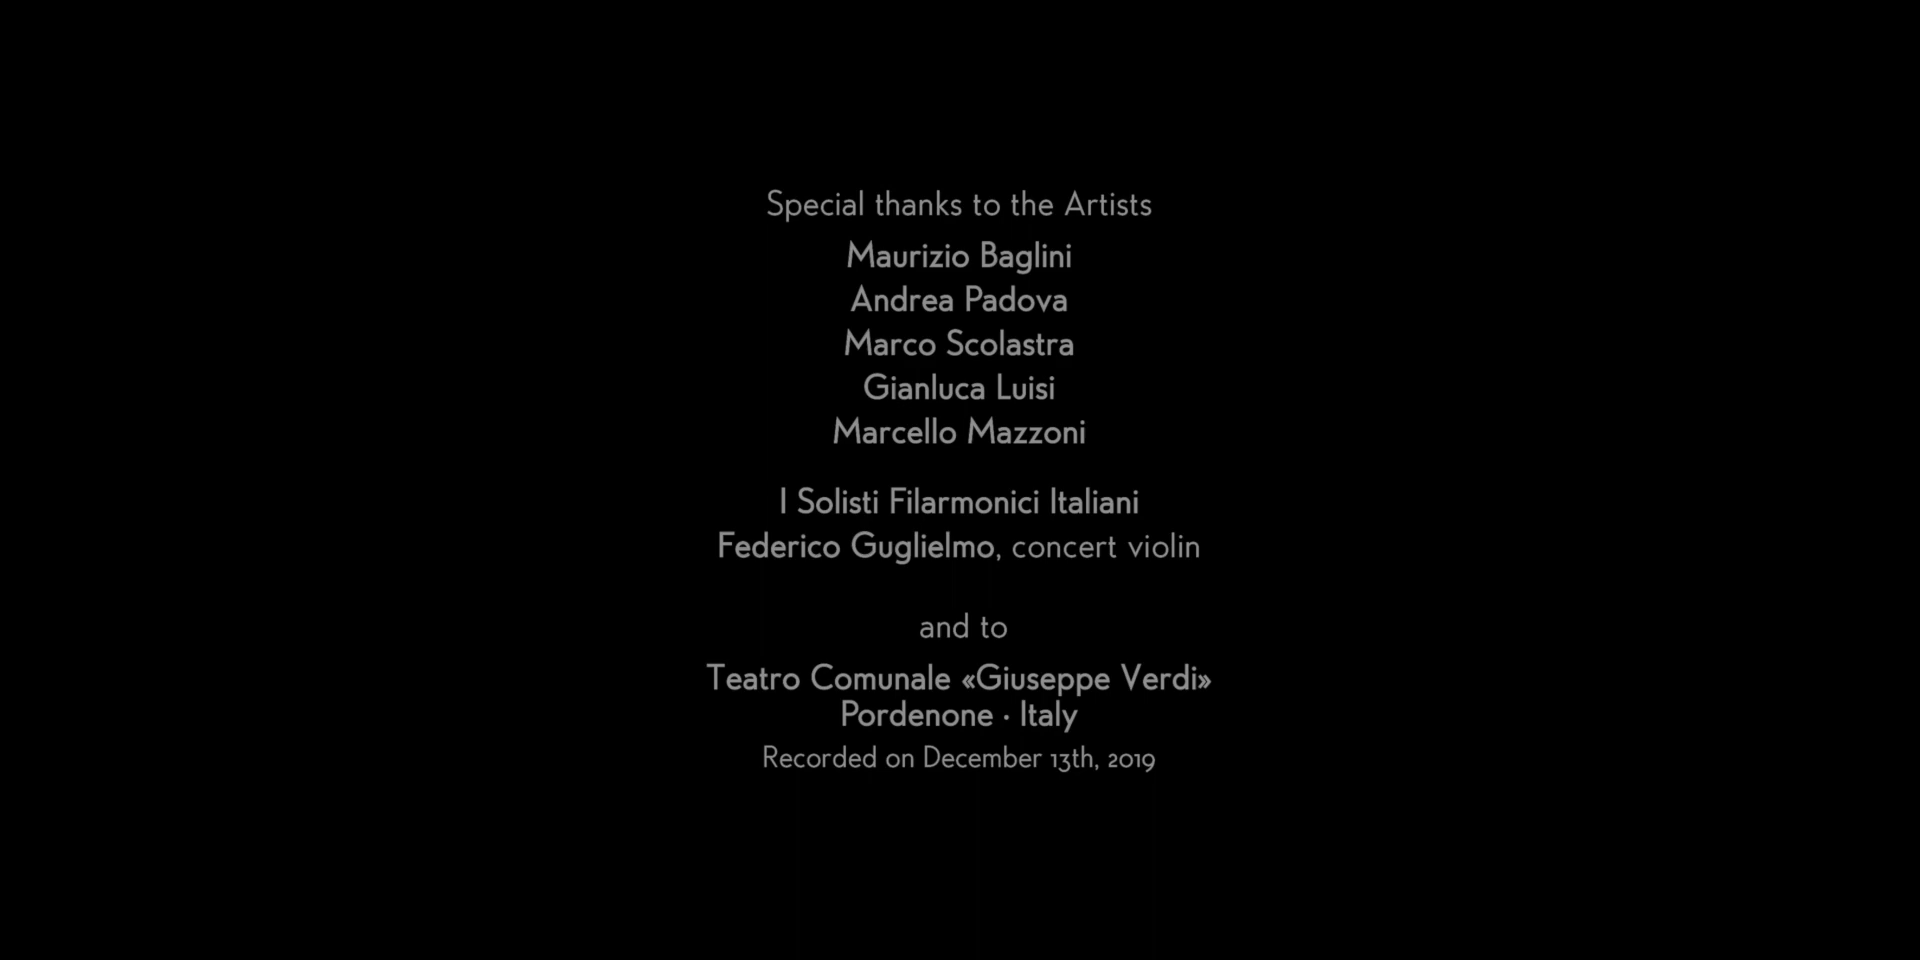 Special thanks to the Artists
Maurizio Baglini
Andrea Padova
Marco Scolastra
Gianluca Luisi
Marcello Mazzoni
I Solisti Filarmonici Italiani
Federico Guglielmo, concert violin
and to
Teatro Comunale «Giuseppe Verdi»
Pordenone · Italy
Recorded on December 13th, 2019